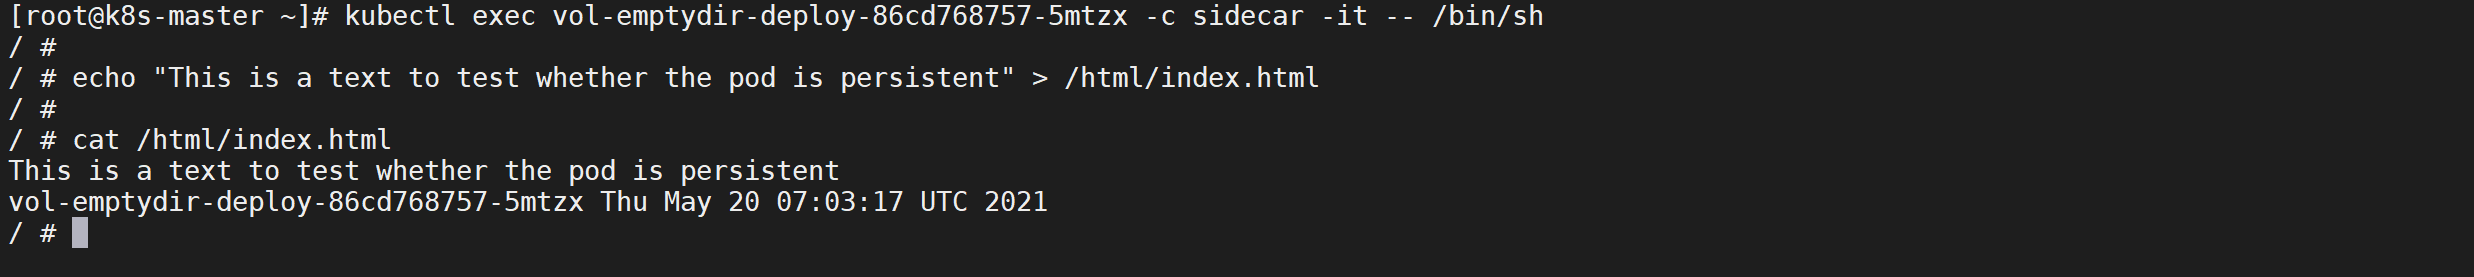 [root@k8s-master ~]# kubectl exec vol-emptydir-deploy-86cd768757-5mtzx -c sidecar -it -- /bin/sh
/ #
/ # echo "This is a text to test whether the pod is persistent" > /html/index.html
/ #
/ # cat /html/index.html
This is a text to test whether the pod is persistent
vol-emptydir-deploy-86cd768757-5mtzx Thu May 20 07:03:17 UTC 2021
/ #